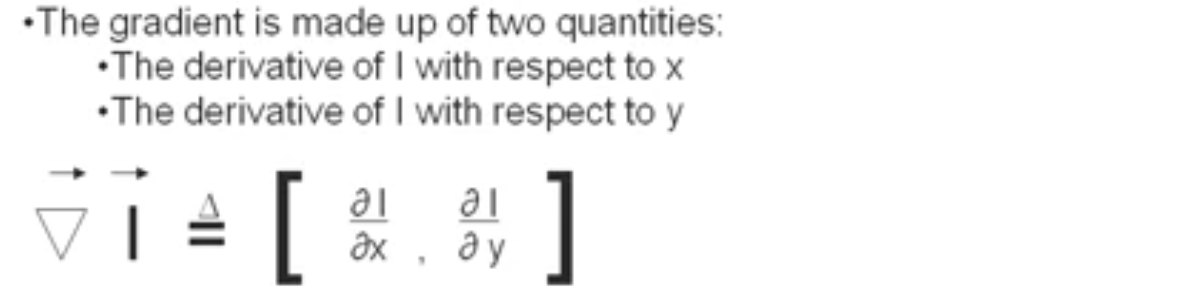 •The gradient is made up of two quantities:
•The derivative of I with respect to x
•The derivative of I with respect to y
∇⃗ I⃗ ≜ [ ∂I/∂x , ∂I/∂y ]